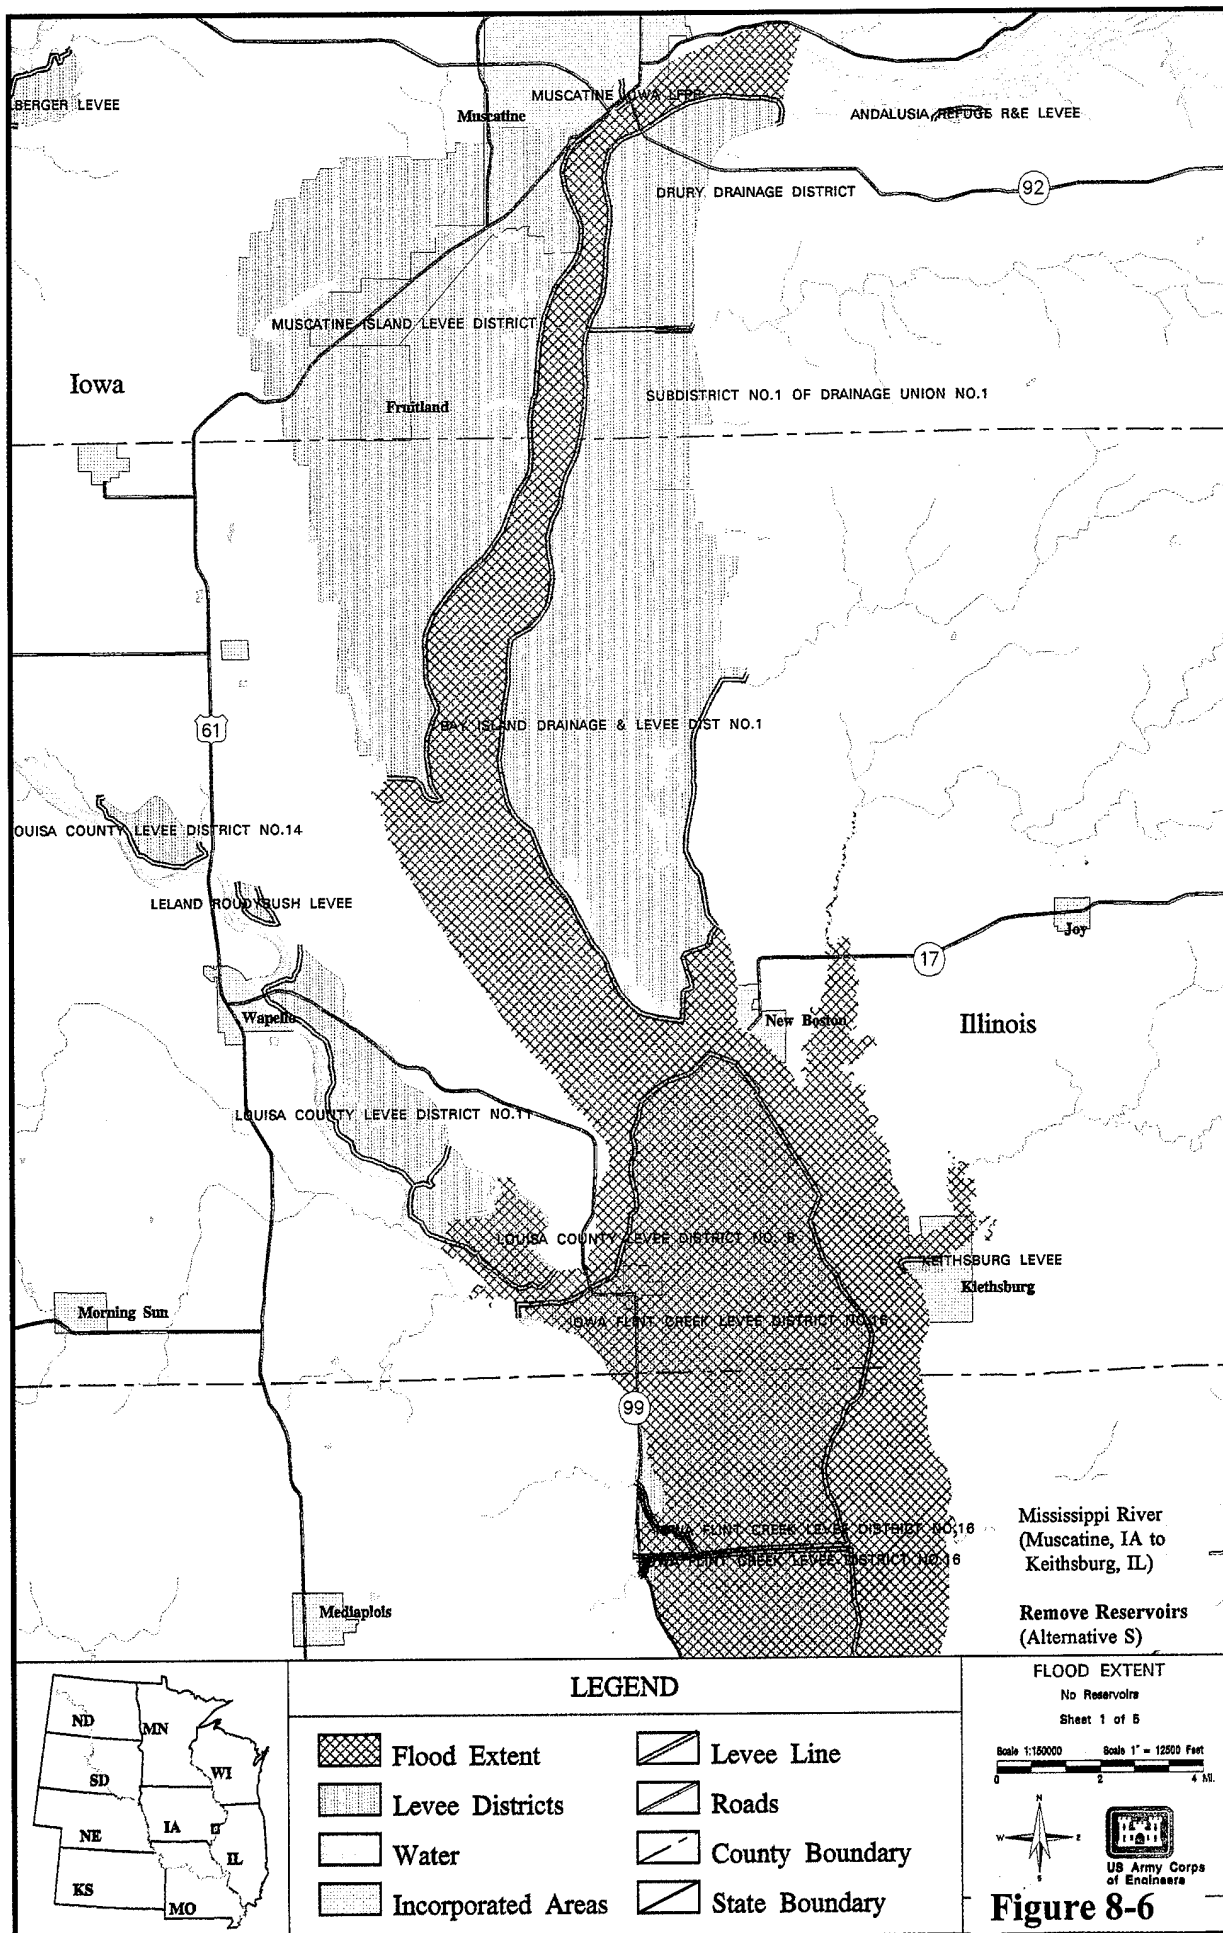 BERGER LEVEE
MUSCATINE IOWA LFPP
Muscatine
ANDALUSIA REFUGE R&E LEVEE
DRURY DRAINAGE DISTRICT
92
MUSCATINE ISLAND LEVEE DISTRICT
Iowa
Fruitland
SUBDISTRICT NO.1 OF DRAINAGE UNION NO.1
BAY ISLAND DRAINAGE & LEVEE DIST NO.1
61
OUISA COUNTY LEVEE DISTRICT NO.14
LELAND ROUDYBUSH LEVEE
Joy
17
Wapello
New Boston
Illinois
LOUISA COUNTY LEVEE DISTRICT NO.11
LOUISA COUNTY LEVEE DISTRICT NO. 8
KEITHSBURG LEVEE
Kiethsburg
Morning Sun
IOWA FLINT CREEK LEVEE DISTRICT NO.16
99
IOWA FLINT CREEK LEVEE DISTRICT NO.16
IOWA FLINT CREEK LEVEE DISTRICT NO.16
Mediaplois
Mississippi River
(Muscatine, IA to
Keithsburg, IL)
Remove Reservoirs
(Alternative S)
ND
MN
SD
WI
NE
IA
IL
KS
MO
LEGEND
Flood Extent
Levee Districts
Water
Incorporated Areas
Levee Line
Roads
County Boundary
State Boundary
FLOOD EXTENT
No Reservoirs
Sheet 1 of 5
Scale 1:150000 Scale 1" = 12500 Feet
0 2 4 Mi.
N
W E
S
US Army Corps
of Engineers
Figure 8-6